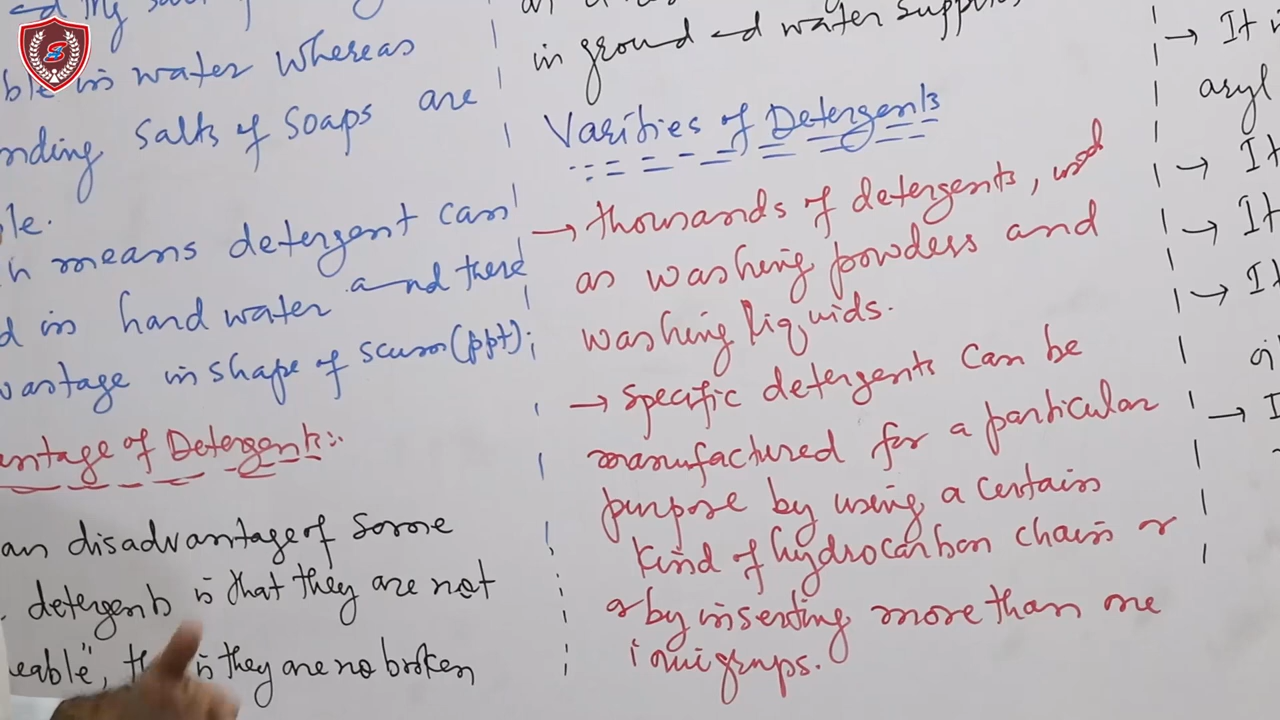 ble in water whereas
nding salts of soaps are
le.
h means detergent can
d in hard water and there
wastage in shape of scum (ppt);
antage of Detergents:-
an disadvantage of some
detergents is that they are not
eable", they are no broken
in ground and water supplies
Varities of Detergents
→ thousands of detergents, used
as washing powders and
washing liquids.
→ specific detergents can be
manufactured for a particular
purpose by using a certain
kind of hydrocarbon chain or
or by inserting more than one
ionic groups.
→ It
aryl
→ It
→ It
→ It
→ I